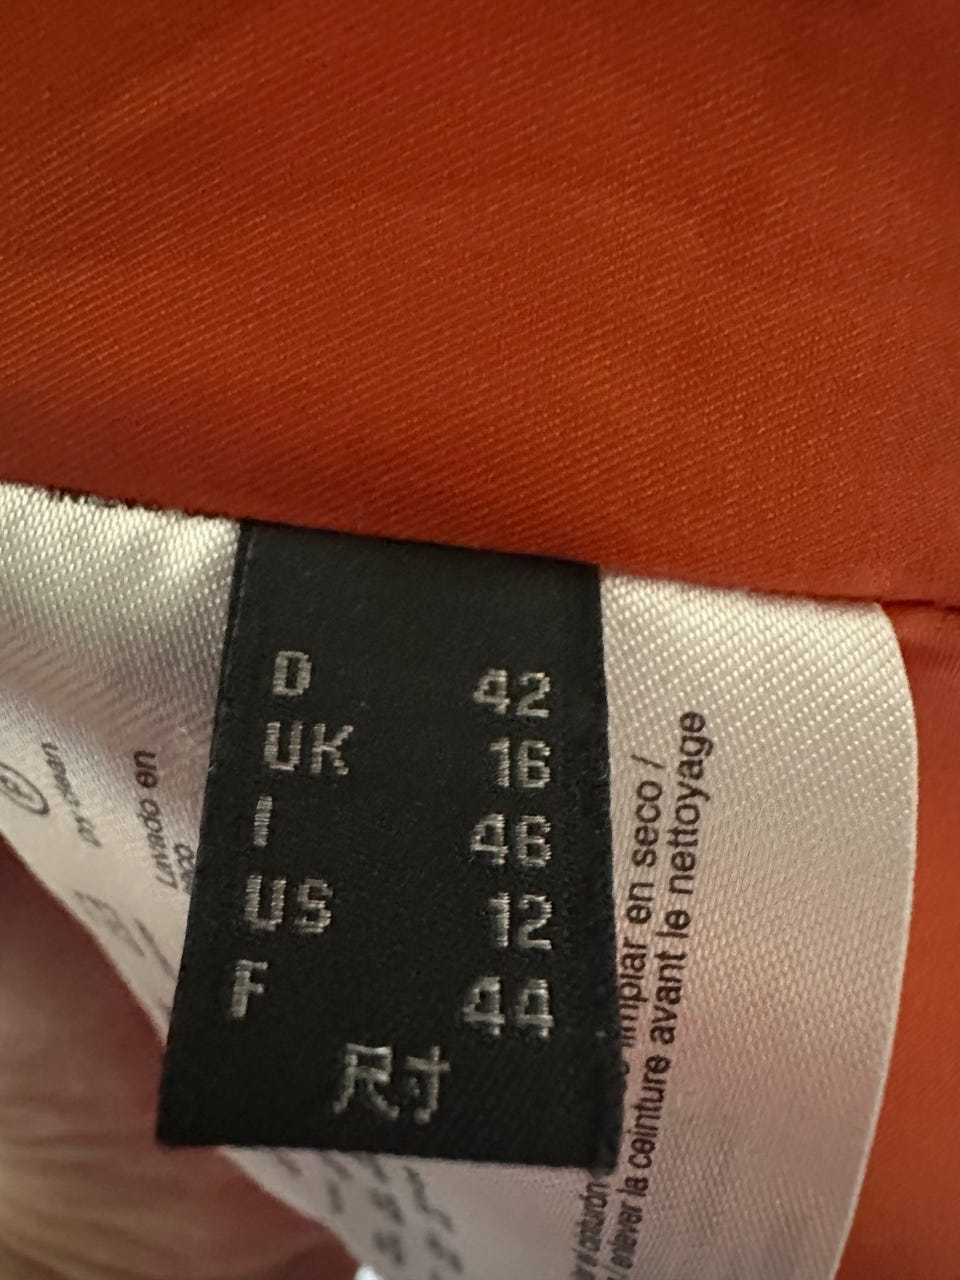 D 42
UK 16
I 46
US 12
F 44
尺寸
limpiar en seco /
/ enlever la ceinture avant le nettoyage
Lavado en
P